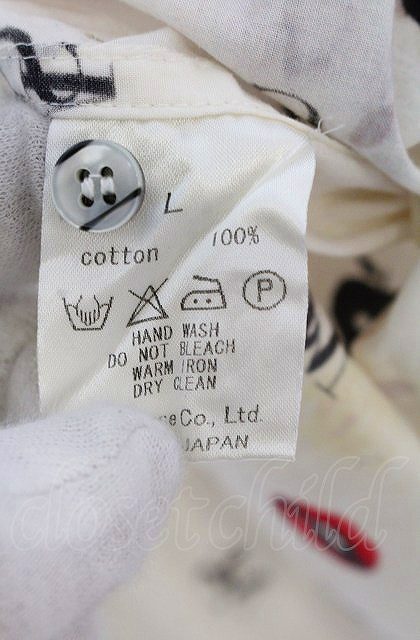 L
cotton 100%
P
HAND WASH
DO NOT BLEACH
WARM IRON
DRY CLEAN
Co., Ltd.
JAPAN
closetchild